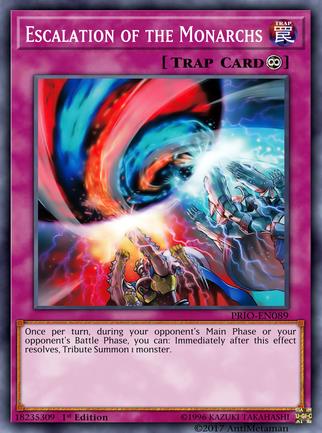 Escalation of the Monarchs
TRAP
[Trap Card]
PRIO-EN089
Once per turn, during your opponent's Main Phase or your
opponent's Battle Phase, you can: Immediately after this effect
resolves, Tribute Summon 1 monster.
18235309 1st Edition ©1996 KAZUKI TAKAHASHI
©2017 AntiMetaman